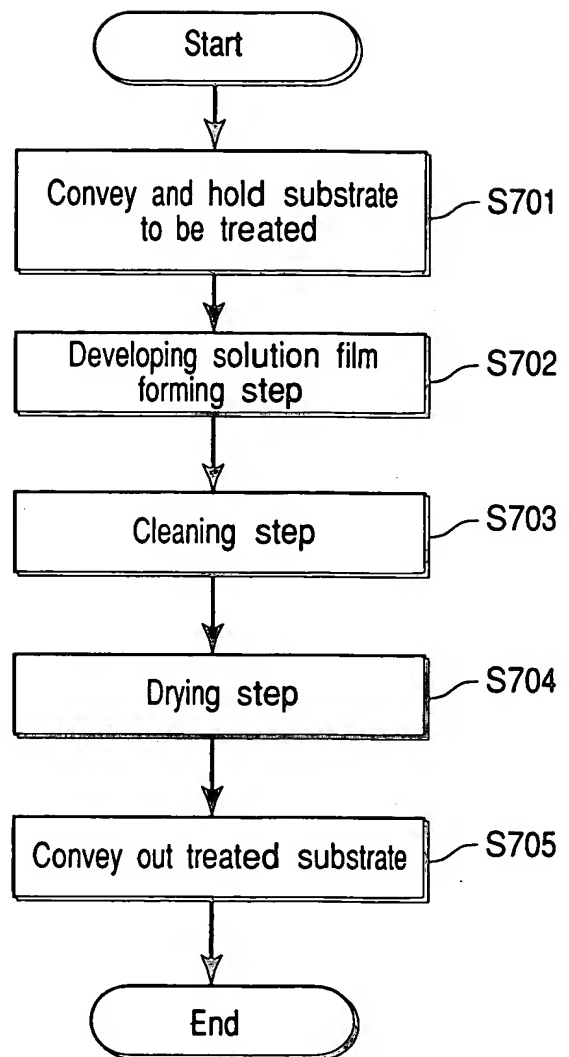 Start
Convey and hold substrate
to be treated
S701
Developing solution film
forming step
S702
Cleaning step
S703
Drying step
S704
Convey out treated substrate
S705
End